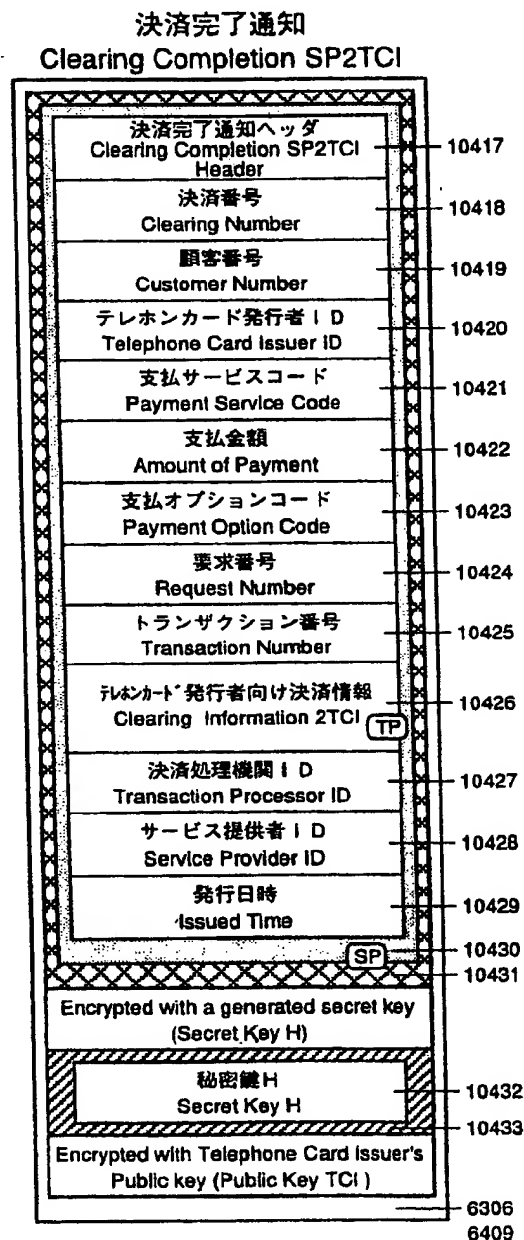 決済完了通知
Clearing Completion SP2TCI
決済完了通知ヘッダ
Clearing Completion SP2TCI
Header
10417
決済番号
Clearing Number
10418
顧客番号
Customer Number
10419
テレホンカード発行者ID
Telephone Card Issuer ID
10420
支払サービスコード
Payment Service Code
10421
支払金額
Amount of Payment
10422
支払オプションコード
Payment Option Code
10423
要求番号
Request Number
10424
トランザクション番号
Transaction Number
10425
テレホンカード発行者向け決済情報
Clearing Information 2TCI
TP
10426
決済処理機関ID
Transaction Processor ID
10427
サービス提供者ID
Service Provider ID
10428
発行日時
Issued Time
10429
SP
10430
10431
Encrypted with a generated secret key
(Secret Key H)
秘密鍵H
Secret Key H
10432
10433
Encrypted with Telephone Card Issuer's
Public key (Public Key TCI )
6306
6409